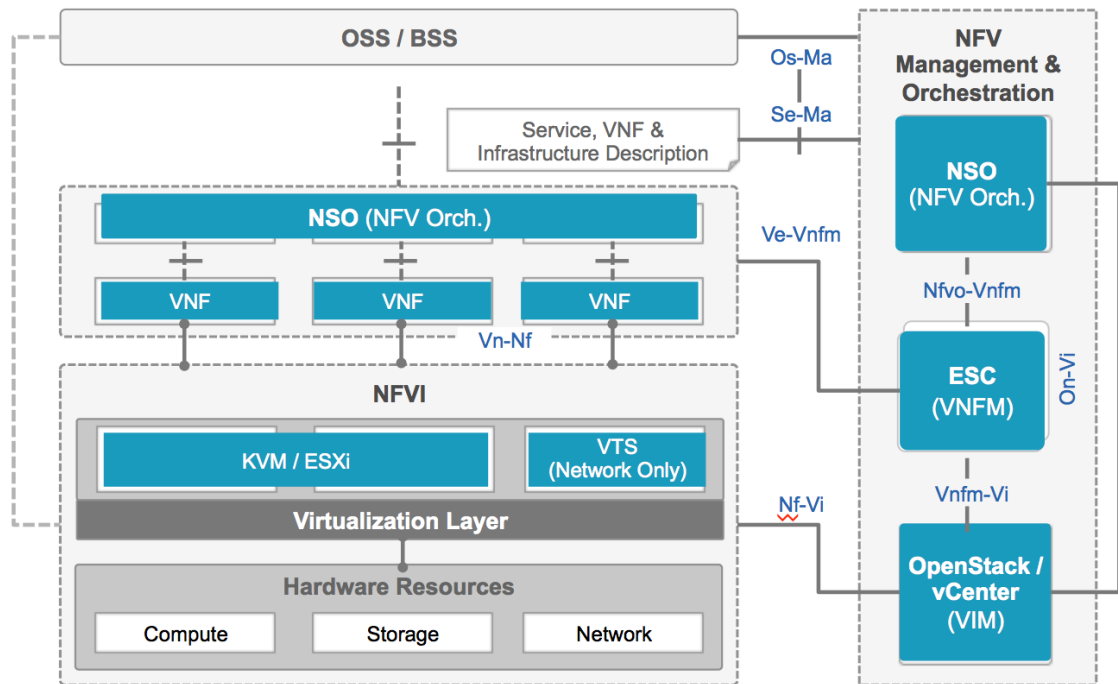 OSS / BSS
Os-Ma
Se-Ma
Service, VNF &
Infrastructure Description
NSO (NFV Orch.)
VNF
VNF
VNF
Ve-Vnfm
Vn-Nf
NFVI
KVM / ESXi
VTS
(Network Only)
Virtualization Layer
Hardware Resources
Compute
Storage
Network
Nf-Vi
NFV
Management &
Orchestration
NSO
(NFV Orch.)
Nfvo-Vnfm
ESC
(VNFM)
On-Vi
Vnfm-Vi
OpenStack /
vCenter
(VIM)